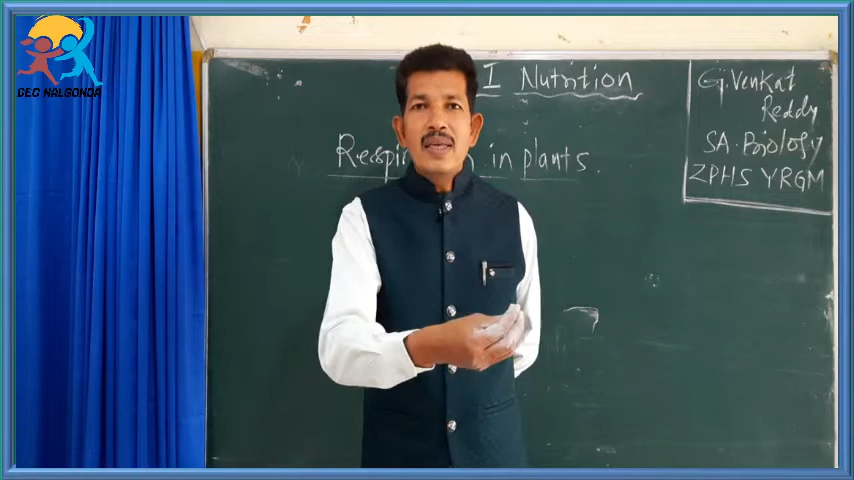 DEC NALGONDA
I Nutrition
in plants.
G.Venkat
Reddy
SA. Biology
ZPHS YRGM